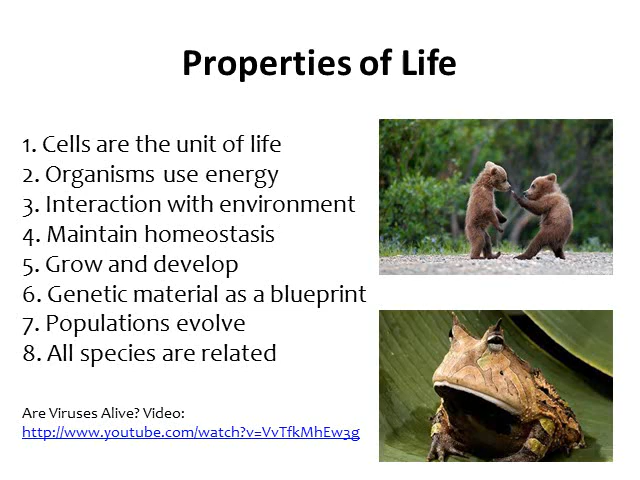 Properties of Life
1. Cells are the unit of life
2. Organisms use energy
3. Interaction with environment
4. Maintain homeostasis
5. Grow and develop
6. Genetic material as a blueprint
7. Populations evolve
8. All species are related
Are Viruses Alive? Video:
http://www.youtube.com/watch?v=VvTfkMhEw3g